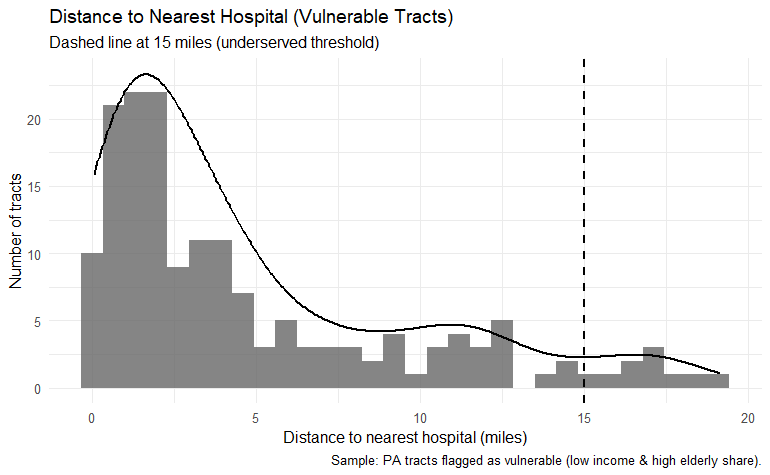 Distance to Nearest Hospital (Vulnerable Tracts)
Dashed line at 15 miles (underserved threshold)
Number of tracts
20
15
10
5
0
0 5 10 15 20
Distance to nearest hospital (miles)
Sample: PA tracts flagged as vulnerable (low income & high elderly share).